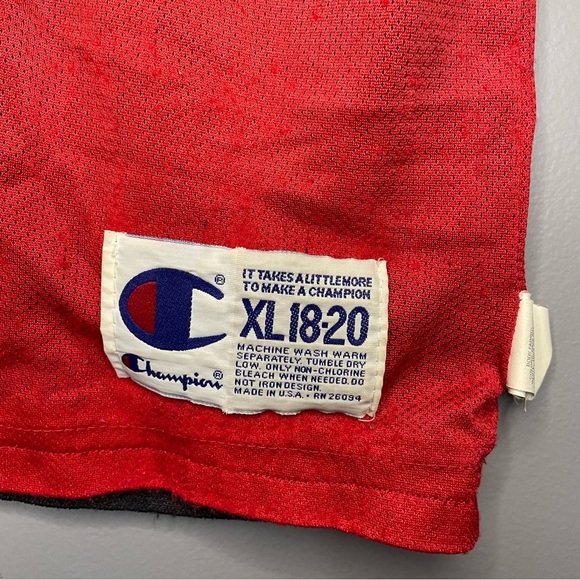 IT TAKES A LITTLE MORE
TO MAKE A CHAMPION
XL 18-20
MACHINE WASH WARM
SEPARATELY. TUMBLE DRY
LOW. ONLY NON-CHLORINE
BLEACH WHEN NEEDED. DO
NOT IRON DESIGN.
MADE IN U.S.A. • RN 26094
Champion®